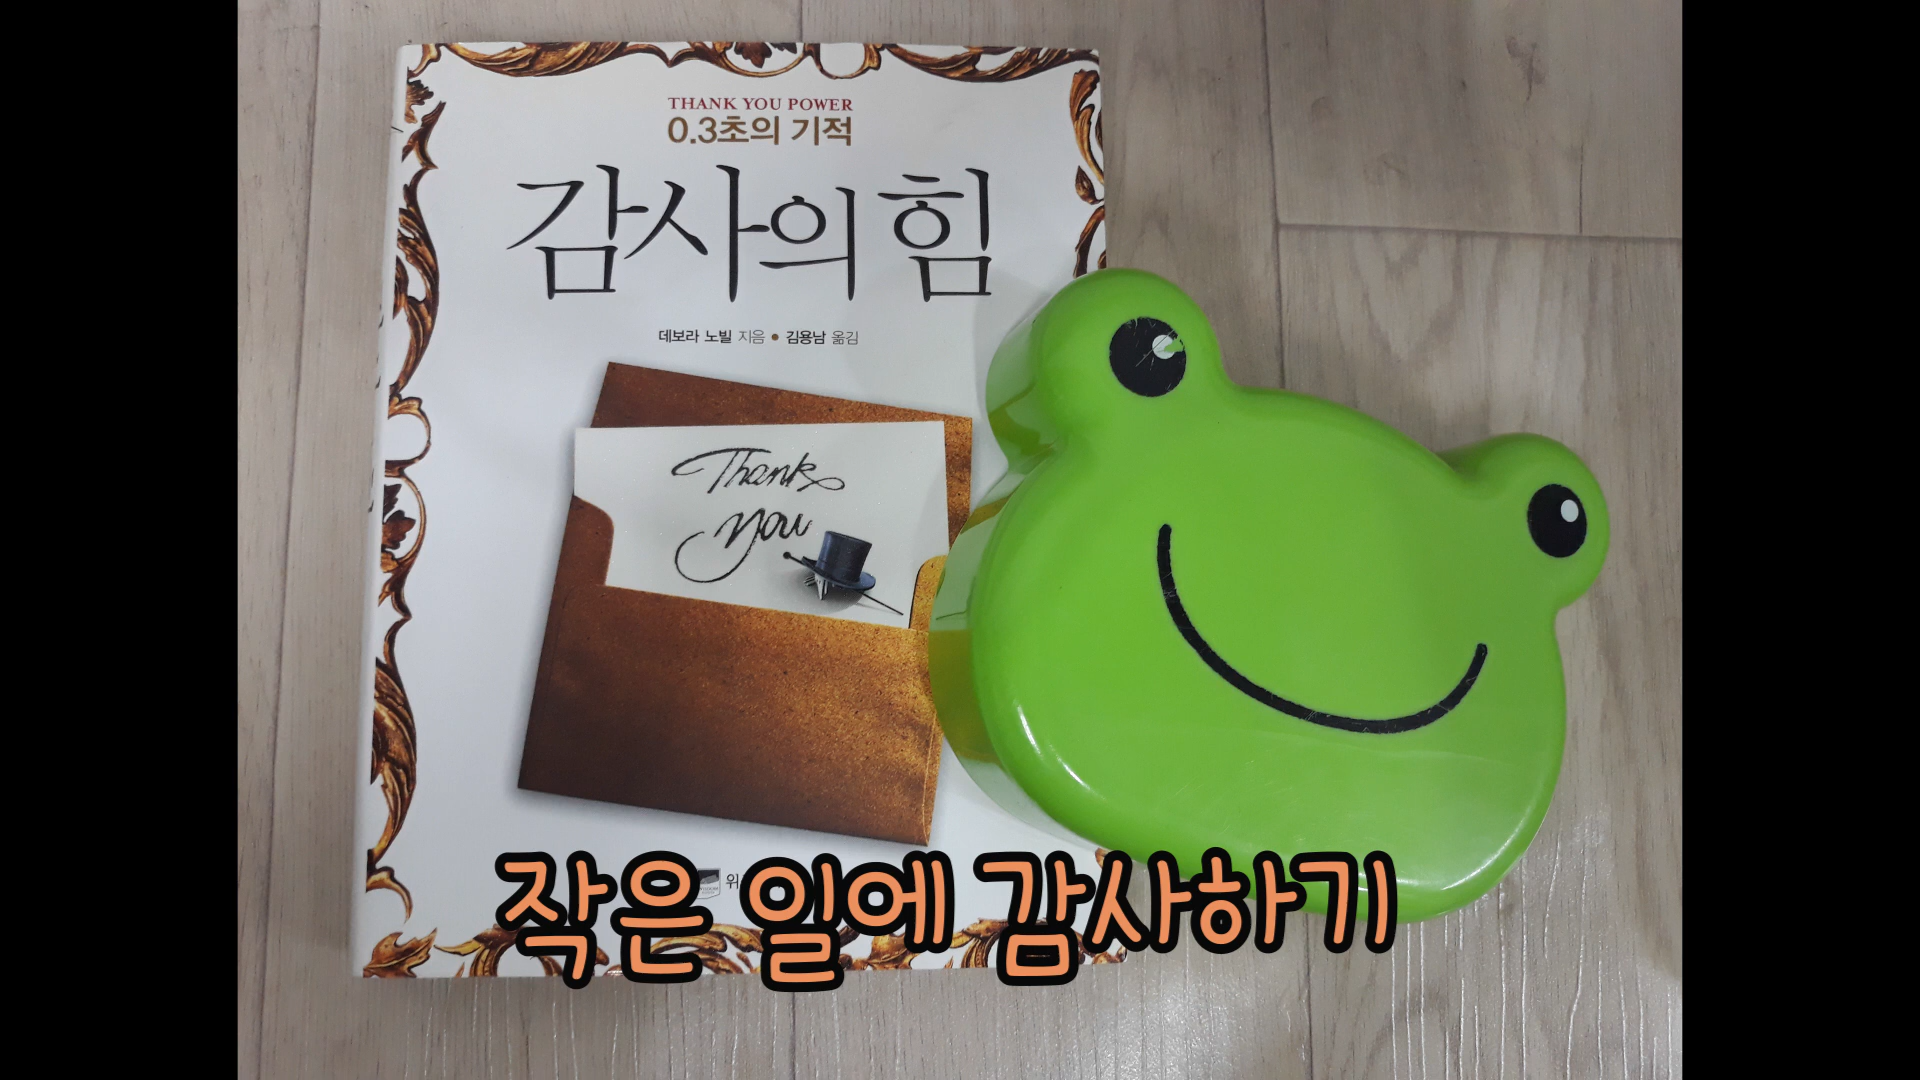 THANK YOU POWER
0.3초의 기적
감사의 힘
데보라 노빌 지음 • 김용남 옮김
Thank
you
작은 일에 감사하기